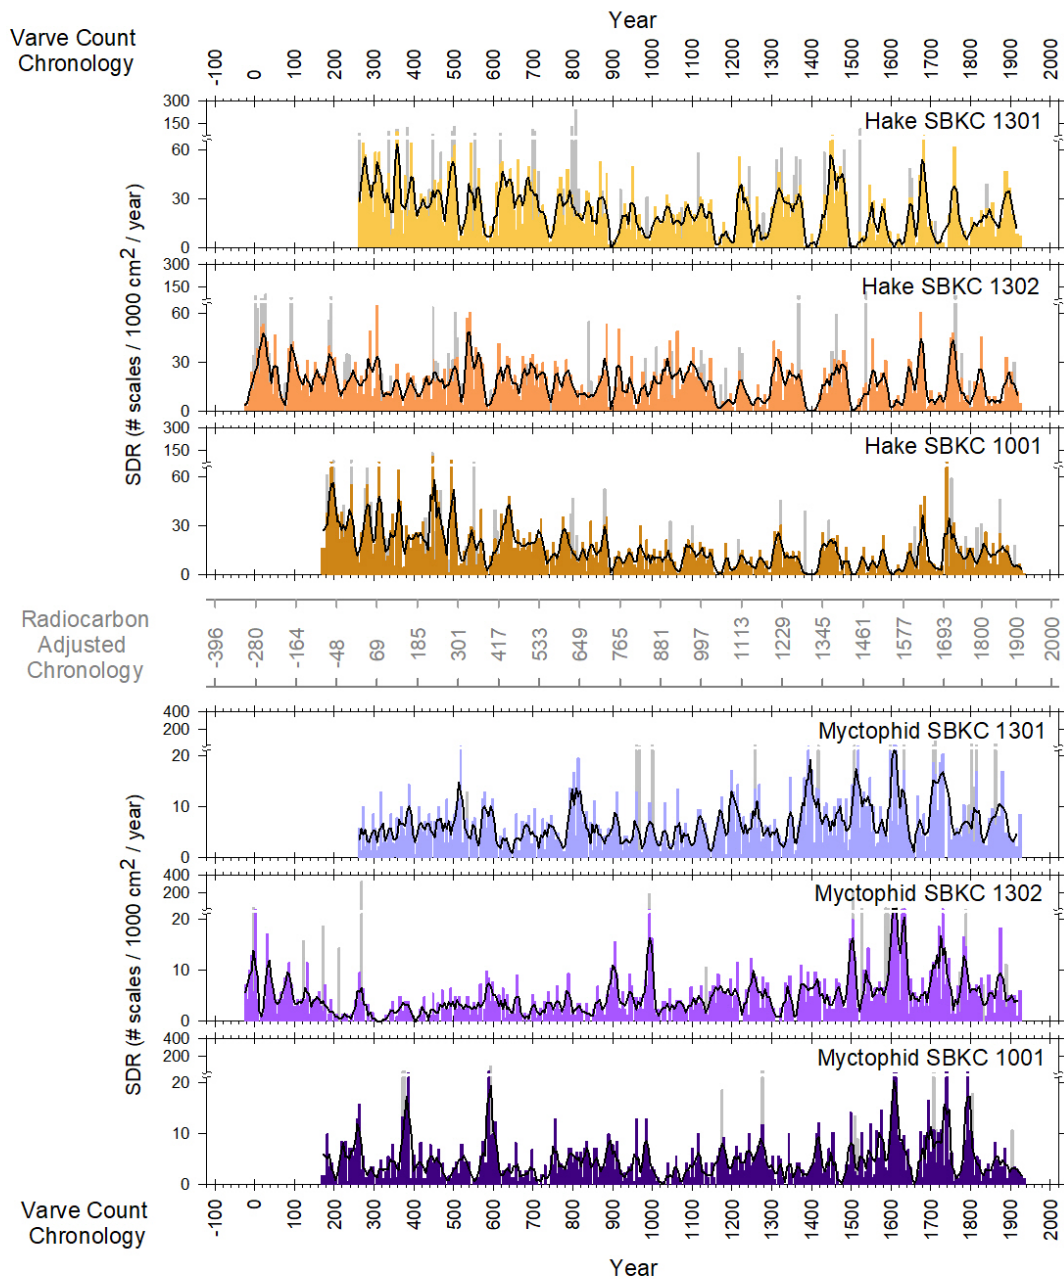 Year
Varve Count
Chronology
-100 0 100 200 300 400 500 600 700 800 900 1000 1100 1200 1300 1400 1500 1600 1700 1800 1900 2000
SDR (# scales / 1000 cm² / year)
300
150
60
30
0
Hake SBKC 1301
300
150
60
30
0
Hake SBKC 1302
300
150
60
30
0
Hake SBKC 1001
Radiocarbon
Adjusted
Chronology
-396 -280 -164 -48 69 185 301 417 533 649 765 881 997 1113 1229 1345 1461 1577 1693 1800 1900 2000
SDR (# scales / 1000 cm² / year)
400
200
20
10
0
Myctophid SBKC 1301
400
200
20
10
0
Myctophid SBKC 1302
400
200
20
10
0
Myctophid SBKC 1001
-100 0 100 200 300 400 500 600 700 800 900 1000 1100 1200 1300 1400 1500 1600 1700 1800 1900 2000
Varve Count
Chronology
Year